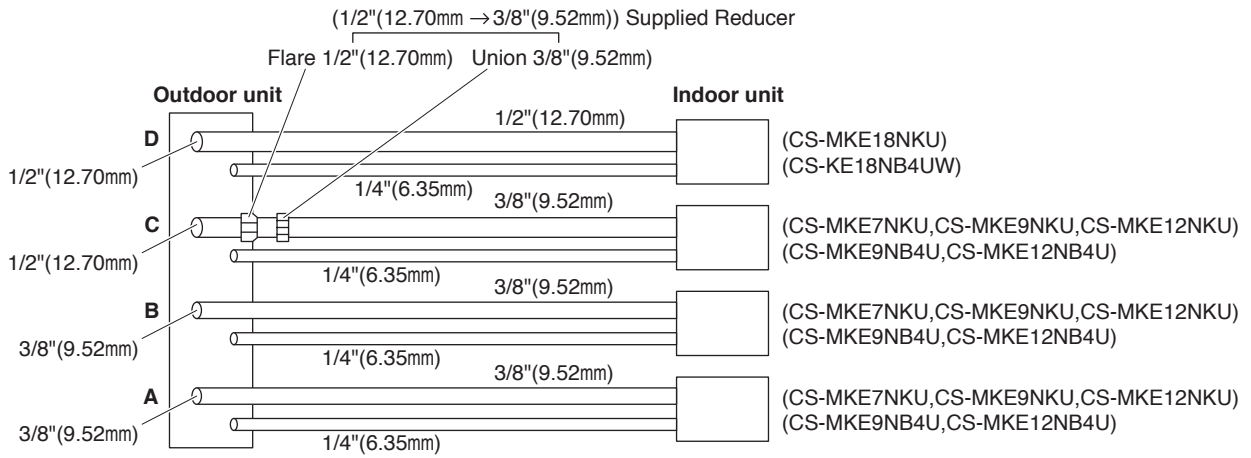 (1/2"(12.70mm →3/8"(9.52mm)) Supplied Reducer
Flare 1/2"(12.70mm) Union 3/8"(9.52mm)
Outdoor unit
Indoor unit
D
1/2"(12.70mm)
1/2"(12.70mm)
1/4"(6.35mm)
(CS-MKE18NKU)
(CS-KE18NB4UW)
C
1/2"(12.70mm)
3/8"(9.52mm)
1/4"(6.35mm)
(CS-MKE7NKU,CS-MKE9NKU,CS-MKE12NKU)
(CS-MKE9NB4U,CS-MKE12NB4U)
B
3/8"(9.52mm)
3/8"(9.52mm)
1/4"(6.35mm)
(CS-MKE7NKU,CS-MKE9NKU,CS-MKE12NKU)
(CS-MKE9NB4U,CS-MKE12NB4U)
A
3/8"(9.52mm)
3/8"(9.52mm)
1/4"(6.35mm)
(CS-MKE7NKU,CS-MKE9NKU,CS-MKE12NKU)
(CS-MKE9NB4U,CS-MKE12NB4U)